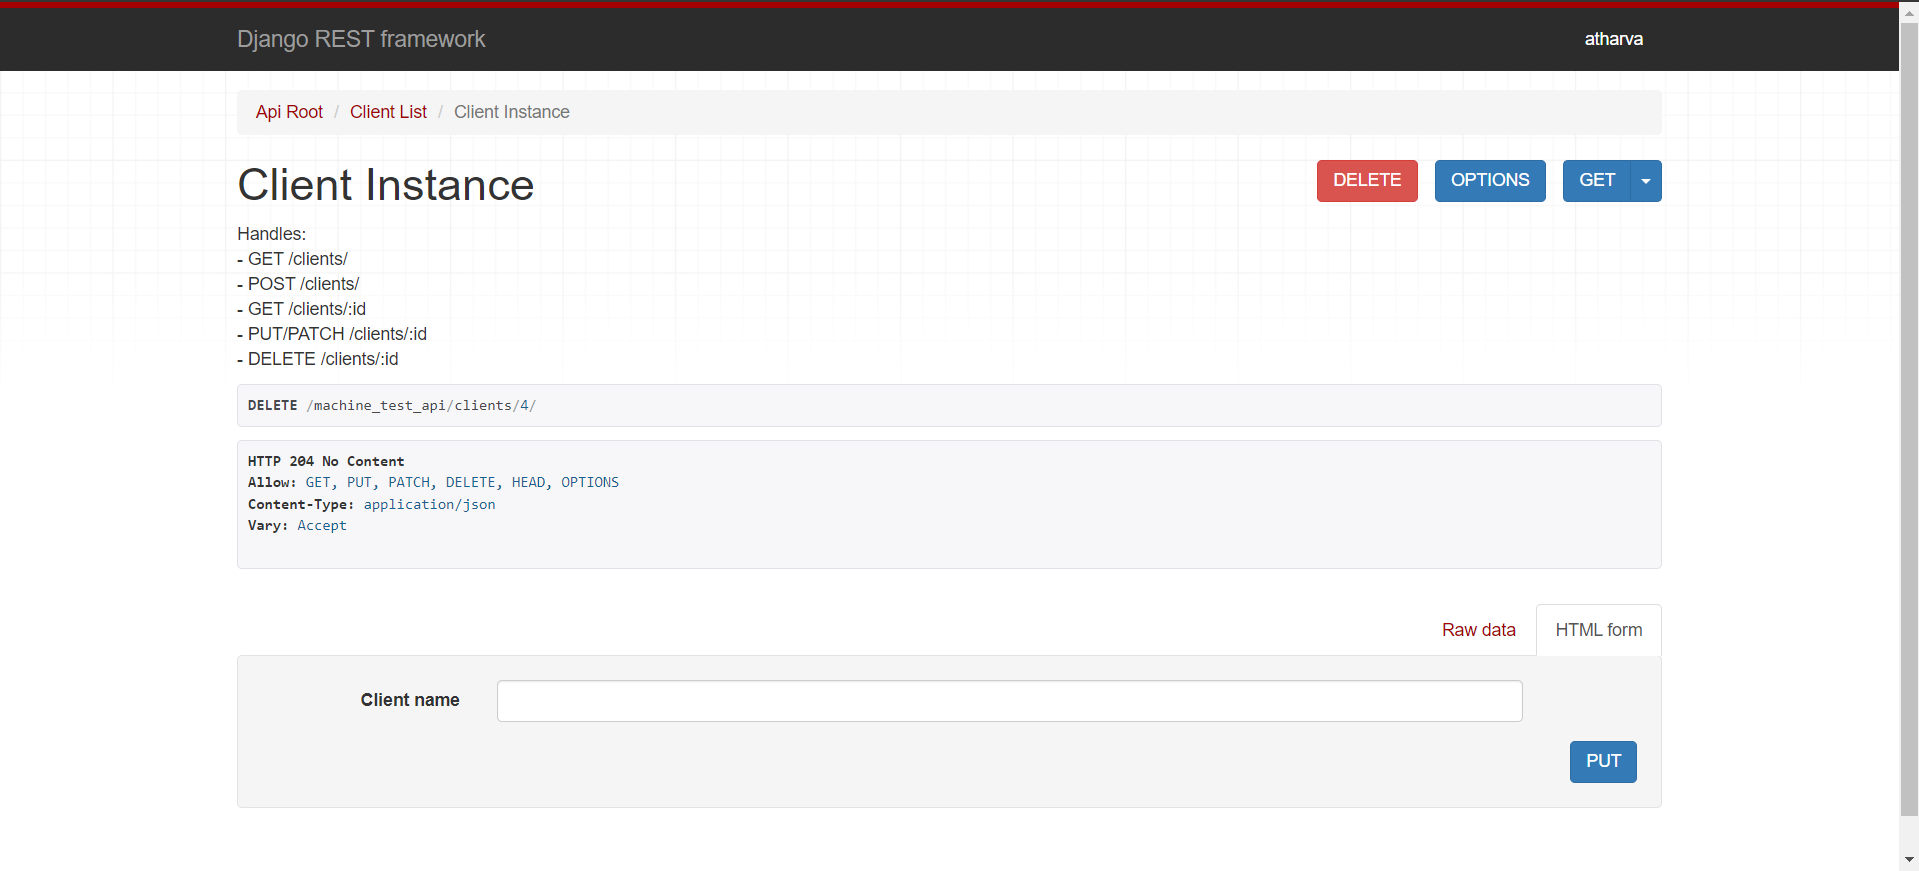 Django REST framework
atharva
Api Root / Client List / Client Instance
Client Instance
DELETE
OPTIONS
GET
Handles:
- GET /clients/
- POST /clients/
- GET /clients/:id
- PUT/PATCH /clients/:id
- DELETE /clients/:id
DELETE /machine_test_api/clients/4/
HTTP 204 No Content
Allow: GET, PUT, PATCH, DELETE, HEAD, OPTIONS
Content-Type: application/json
Vary: Accept
Raw data
HTML form
Client name
PUT